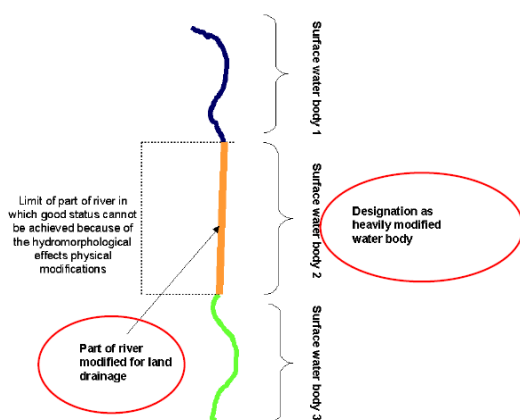 Surface water body 1
Limit of part of river in
which good status cannot
be achieved because of
the hydromorphological
effects physical
modifications
Surface water body 2
Designation as
heavily modified
water body
Part of river
modified for land
drainage
Surface water body 3